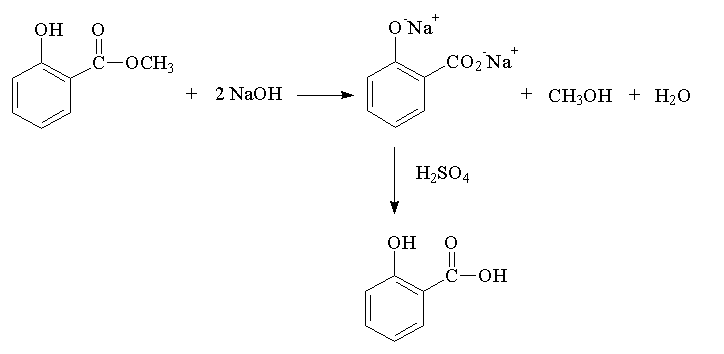 OH O O⁻Na⁺
C–OCH₃ CO₂⁻Na⁺
+ 2 NaOH + CH₃OH + H₂O
H₂SO₄
OH O
C–OH